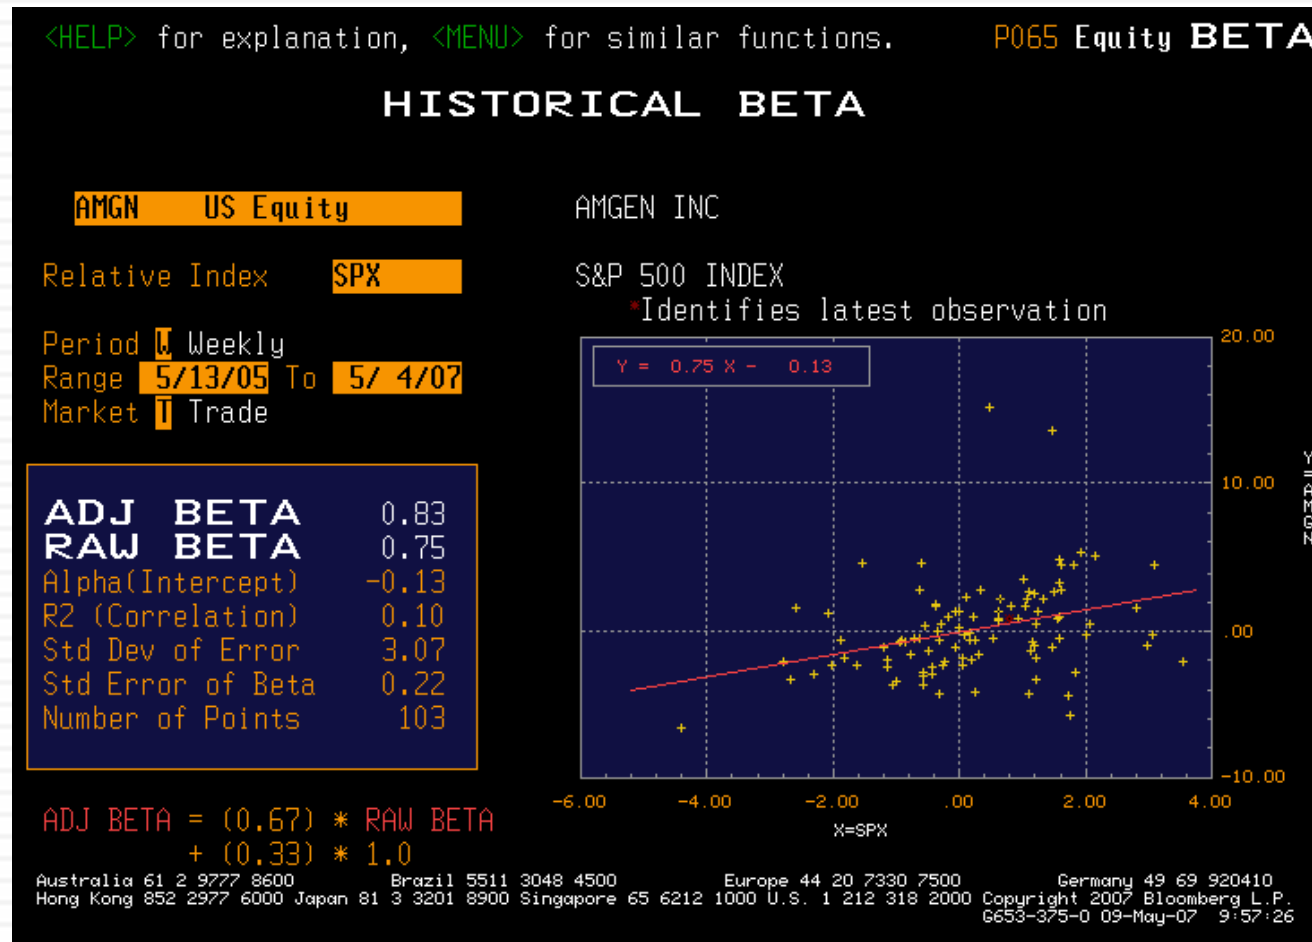 <HELP> for explanation, <MENU> for similar functions. P065 Equity BETA
HISTORICAL BETA
AMGN US Equity AMGEN INC
Relative Index SPX S&P 500 INDEX
*Identifies latest observation
Period W Weekly
Range 5/13/05 To 5/ 4/07
Market T Trade
ADJ BETA 0.83
RAW BETA 0.75
Alpha(Intercept) -0.13
R2 (Correlation) 0.10
Std Dev of Error 3.07
Std Error of Beta 0.22
Number of Points 103
ADJ BETA = (0.67) * RAW BETA
+ (0.33) * 1.0
Y = 0.75 X - 0.13
20.00
10.00
.00
-10.00
Y=AMGN
-6.00 -4.00 -2.00 .00 2.00 4.00
X=SPX
Australia 61 2 9777 8600 Brazil 5511 3048 4500 Europe 44 20 7330 7500 Germany 49 69 920410
Hong Kong 852 2977 6000 Japan 81 3 3201 8900 Singapore 65 6212 1000 U.S. 1 212 318 2000 Copyright 2007 Bloomberg L.P.
G653-375-0 09-May-07 9:57:26